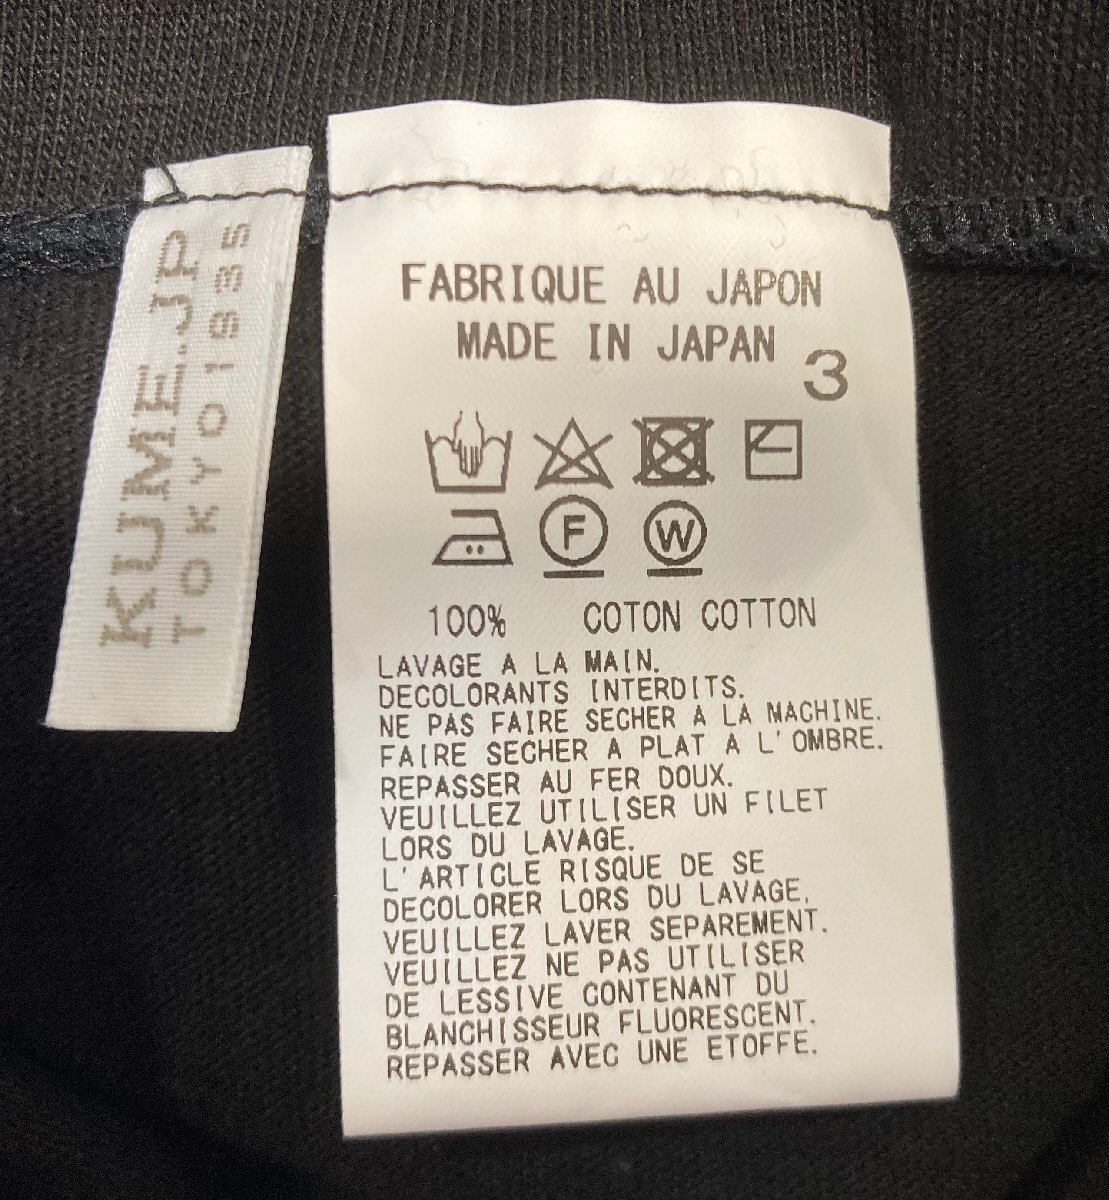 KUME.JP
TOKYO 1935
FABRIQUE AU JAPON
MADE IN JAPAN
3
F
W
100% COTON COTTON
LAVAGE A LA MAIN.
DECOLORANTS INTERDITS.
NE PAS FAIRE SECHER A LA MACHINE.
FAIRE SECHER A PLAT A L'OMBRE.
REPASSER AU FER DOUX.
VEUILLEZ UTILISER UN FILET
LORS DU LAVAGE.
L'ARTICLE RISQUE DE SE
DECOLORER LORS DU LAVAGE,
VEUILLEZ LAVER SEPAREMENT.
VEUILLEZ NE PAS UTILISER
DE LESSIVE CONTENANT DU
BLANCHISSEUR FLUORESCENT.
REPASSER AVEC UNE ETOFFE.